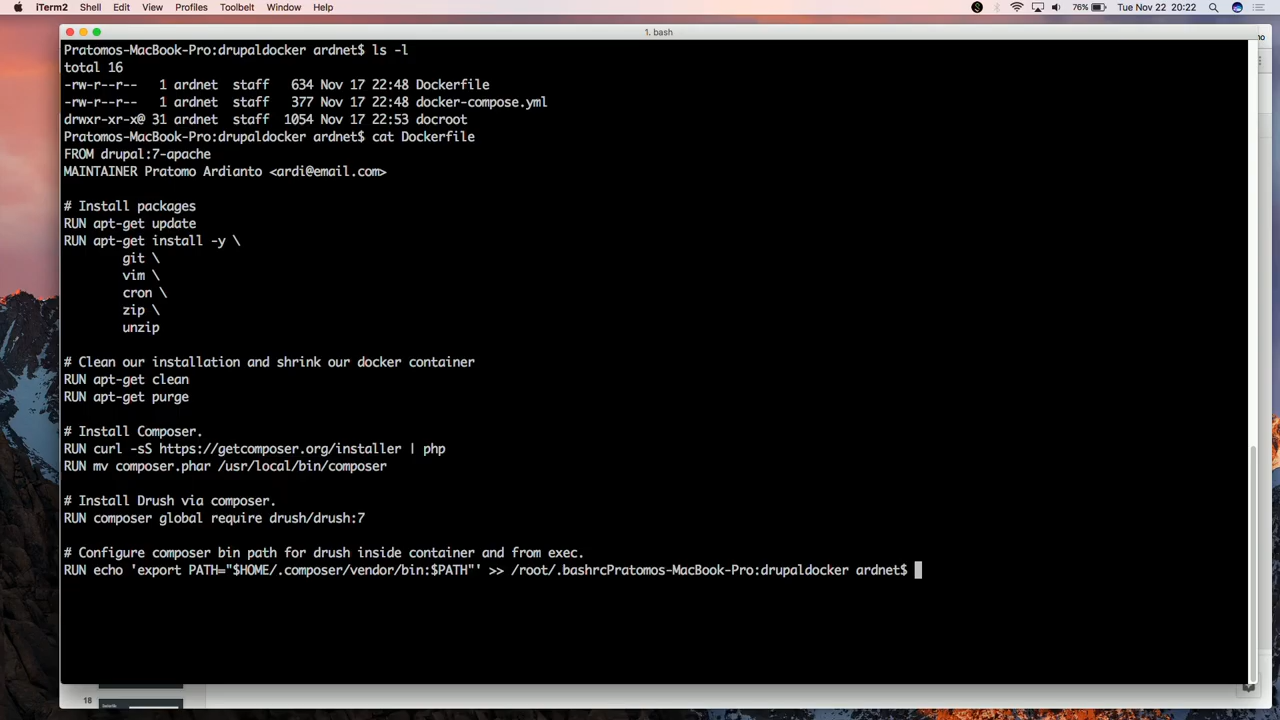 iTerm2 Shell Edit View Profiles Toolbelt Window Help 76% Tue Nov 22 20:22
1. bash
Pratomos-MacBook-Pro:drupaldocker ardnet$ ls -l
total 16
-rw-r--r-- 1 ardnet staff 634 Nov 17 22:48 Dockerfile
-rw-r--r-- 1 ardnet staff 377 Nov 17 22:48 docker-compose.yml
drwxr-xr-x@ 31 ardnet staff 1054 Nov 17 22:53 docroot
Pratomos-MacBook-Pro:drupaldocker ardnet$ cat Dockerfile
FROM drupal:7-apache
MAINTAINER Pratomo Ardianto <ardi@email.com>
# Install packages
RUN apt-get update
RUN apt-get install -y \
git \
vim \
cron \
zip \
unzip
# Clean our installation and shrink our docker container
RUN apt-get clean
RUN apt-get purge
# Install Composer.
RUN curl -sS https://getcomposer.org/installer | php
RUN mv composer.phar /usr/local/bin/composer
# Install Drush via composer.
RUN composer global require drush/drush:7
# Configure composer bin path for drush inside container and from exec.
RUN echo 'export PATH="$HOME/.composer/vendor/bin:$PATH"' >> /root/.bashrcPratomos-MacBook-Pro:drupaldocker ardnet$
18